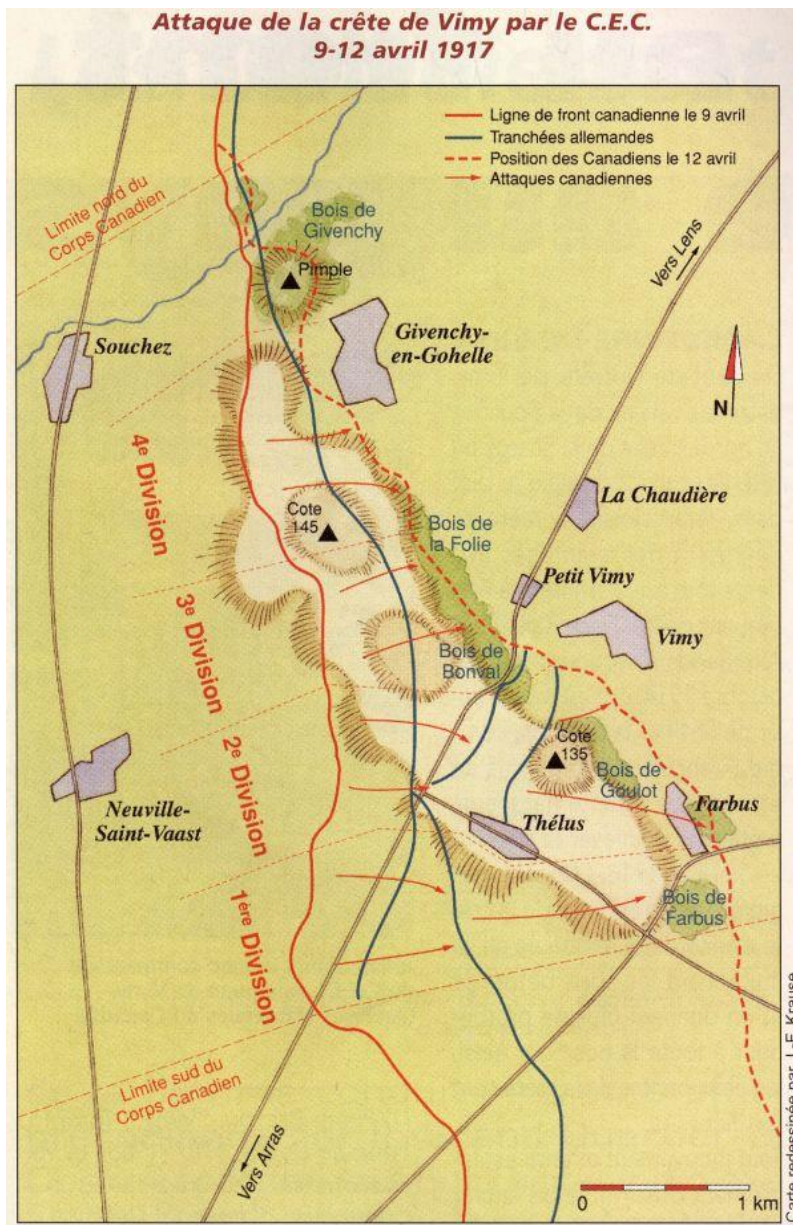 Attaque de la crête de Vimy par le C.E.C.
9-12 avril 1917
Ligne de front canadienne le 9 avril
Tranchées allemandes
Position des Canadiens le 12 avril
Attaques canadiennes
Limite nord du
Corps Canadien
Bois de
Givenchy
Pimple
Vers Lens
Souchez
Givenchy-
en-Gohelle
N
4e Division
Cote
145
La Chaudière
Bois de
la Folie
Petit Vimy
3e Division
Vimy
Bois de
Bonval
2e Division
Cote
135
Bois de
Goulot
Neuville-
Saint-Vaast
Thélus
Farbus
1ère Division
Bois de
Farbus
Limite sud du
Corps Canadien
Vers Arras
0 1 km
Carte redessinée par J.-F. Krause